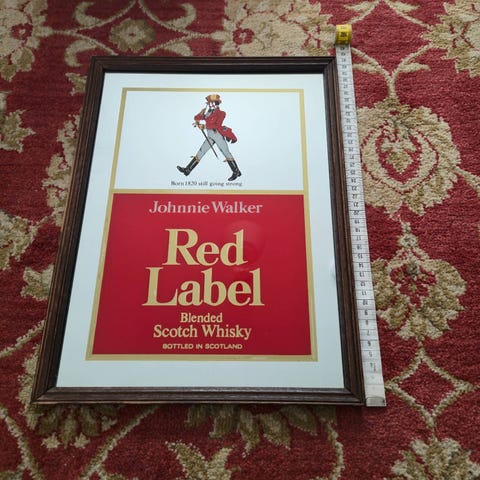 Born 1820 still going strong
Johnnie Walker
Red
Label
Blended
Scotch Whisky
BOTTLED IN SCOTLAND